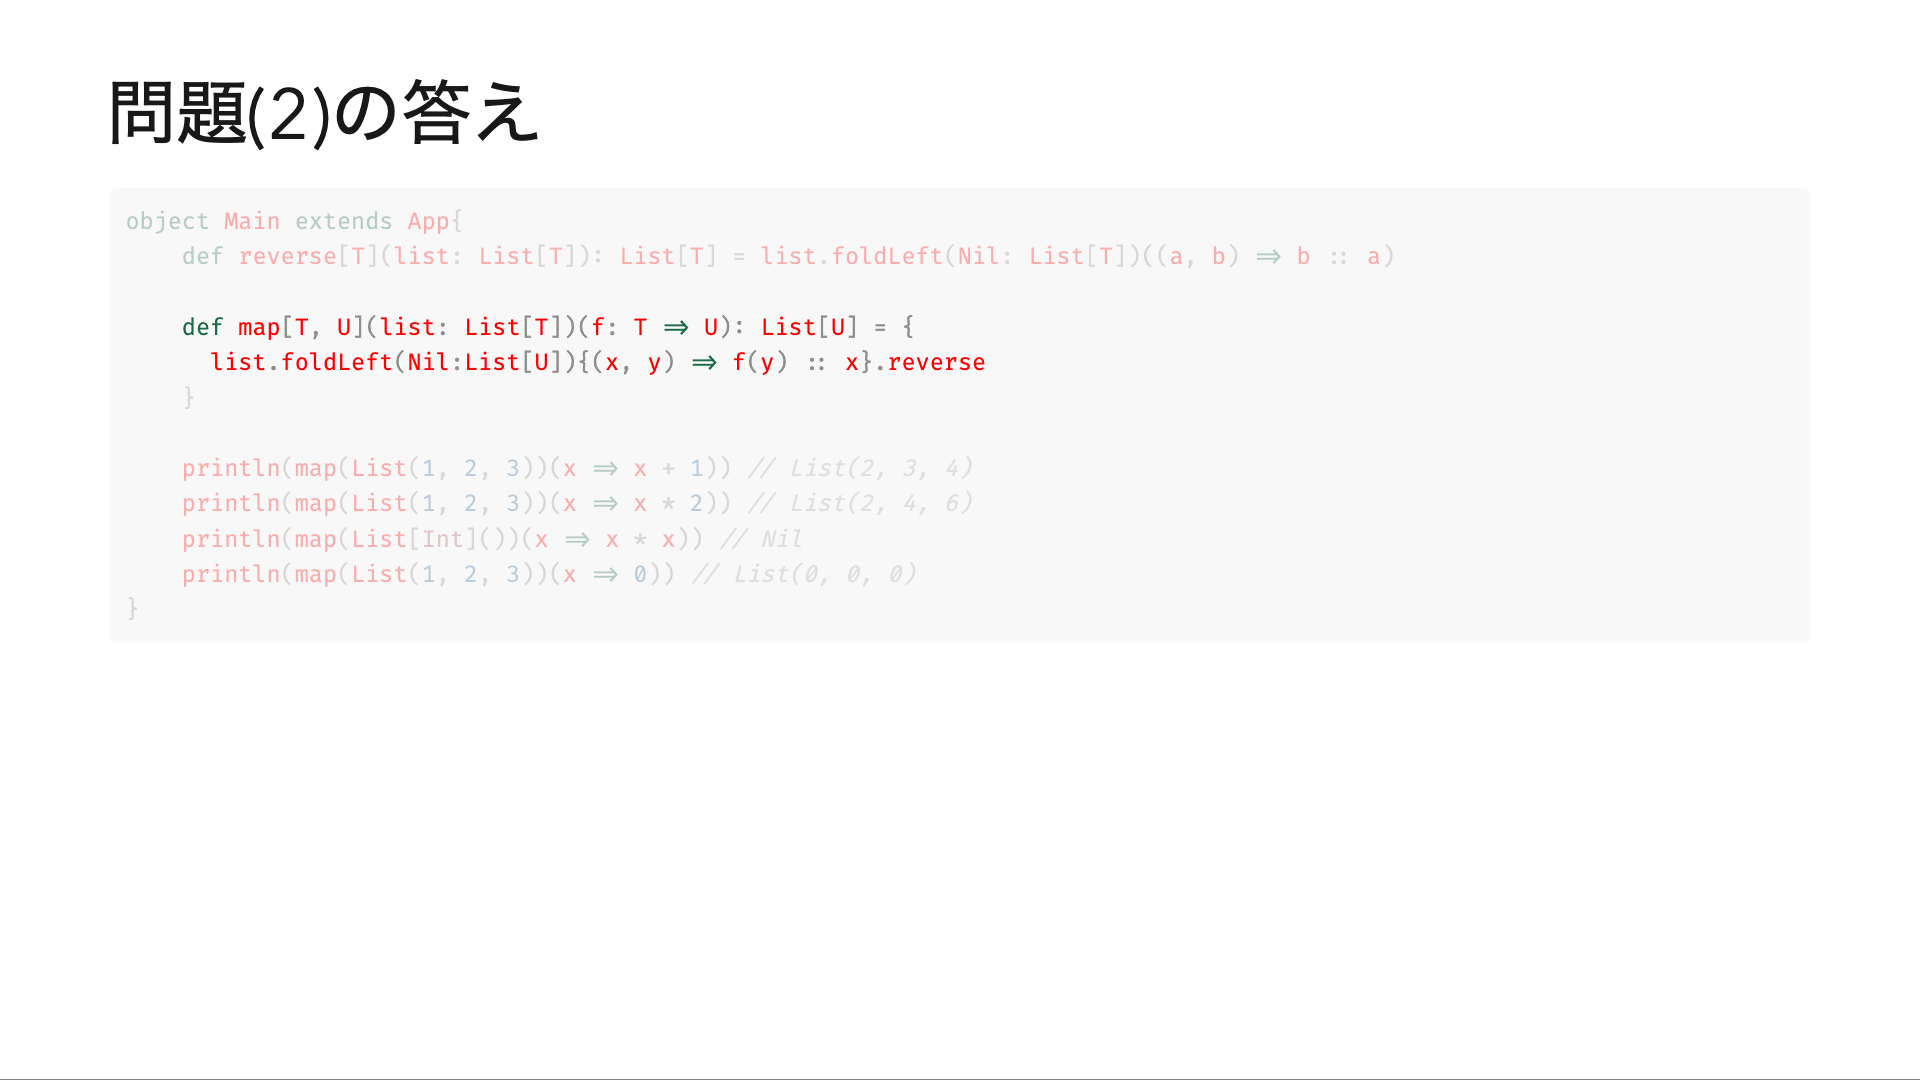 問題(2)の答え
object Main extends App{
    def reverse[T](list: List[T]): List[T] = list.foldLeft(Nil: List[T])((a, b) => b :: a)
    def map[T, U](list: List[T])(f: T => U): List[U] = {
      list.foldLeft(Nil:List[U]){(x, y) => f(y) :: x}.reverse
    }
    println(map(List(1, 2, 3))(x => x + 1)) // List(2, 3, 4)
    println(map(List(1, 2, 3))(x => x * 2)) // List(2, 4, 6)
    println(map(List[Int]())(x => x * x)) // Nil
    println(map(List(1, 2, 3))(x => 0)) // List(0, 0, 0)
}